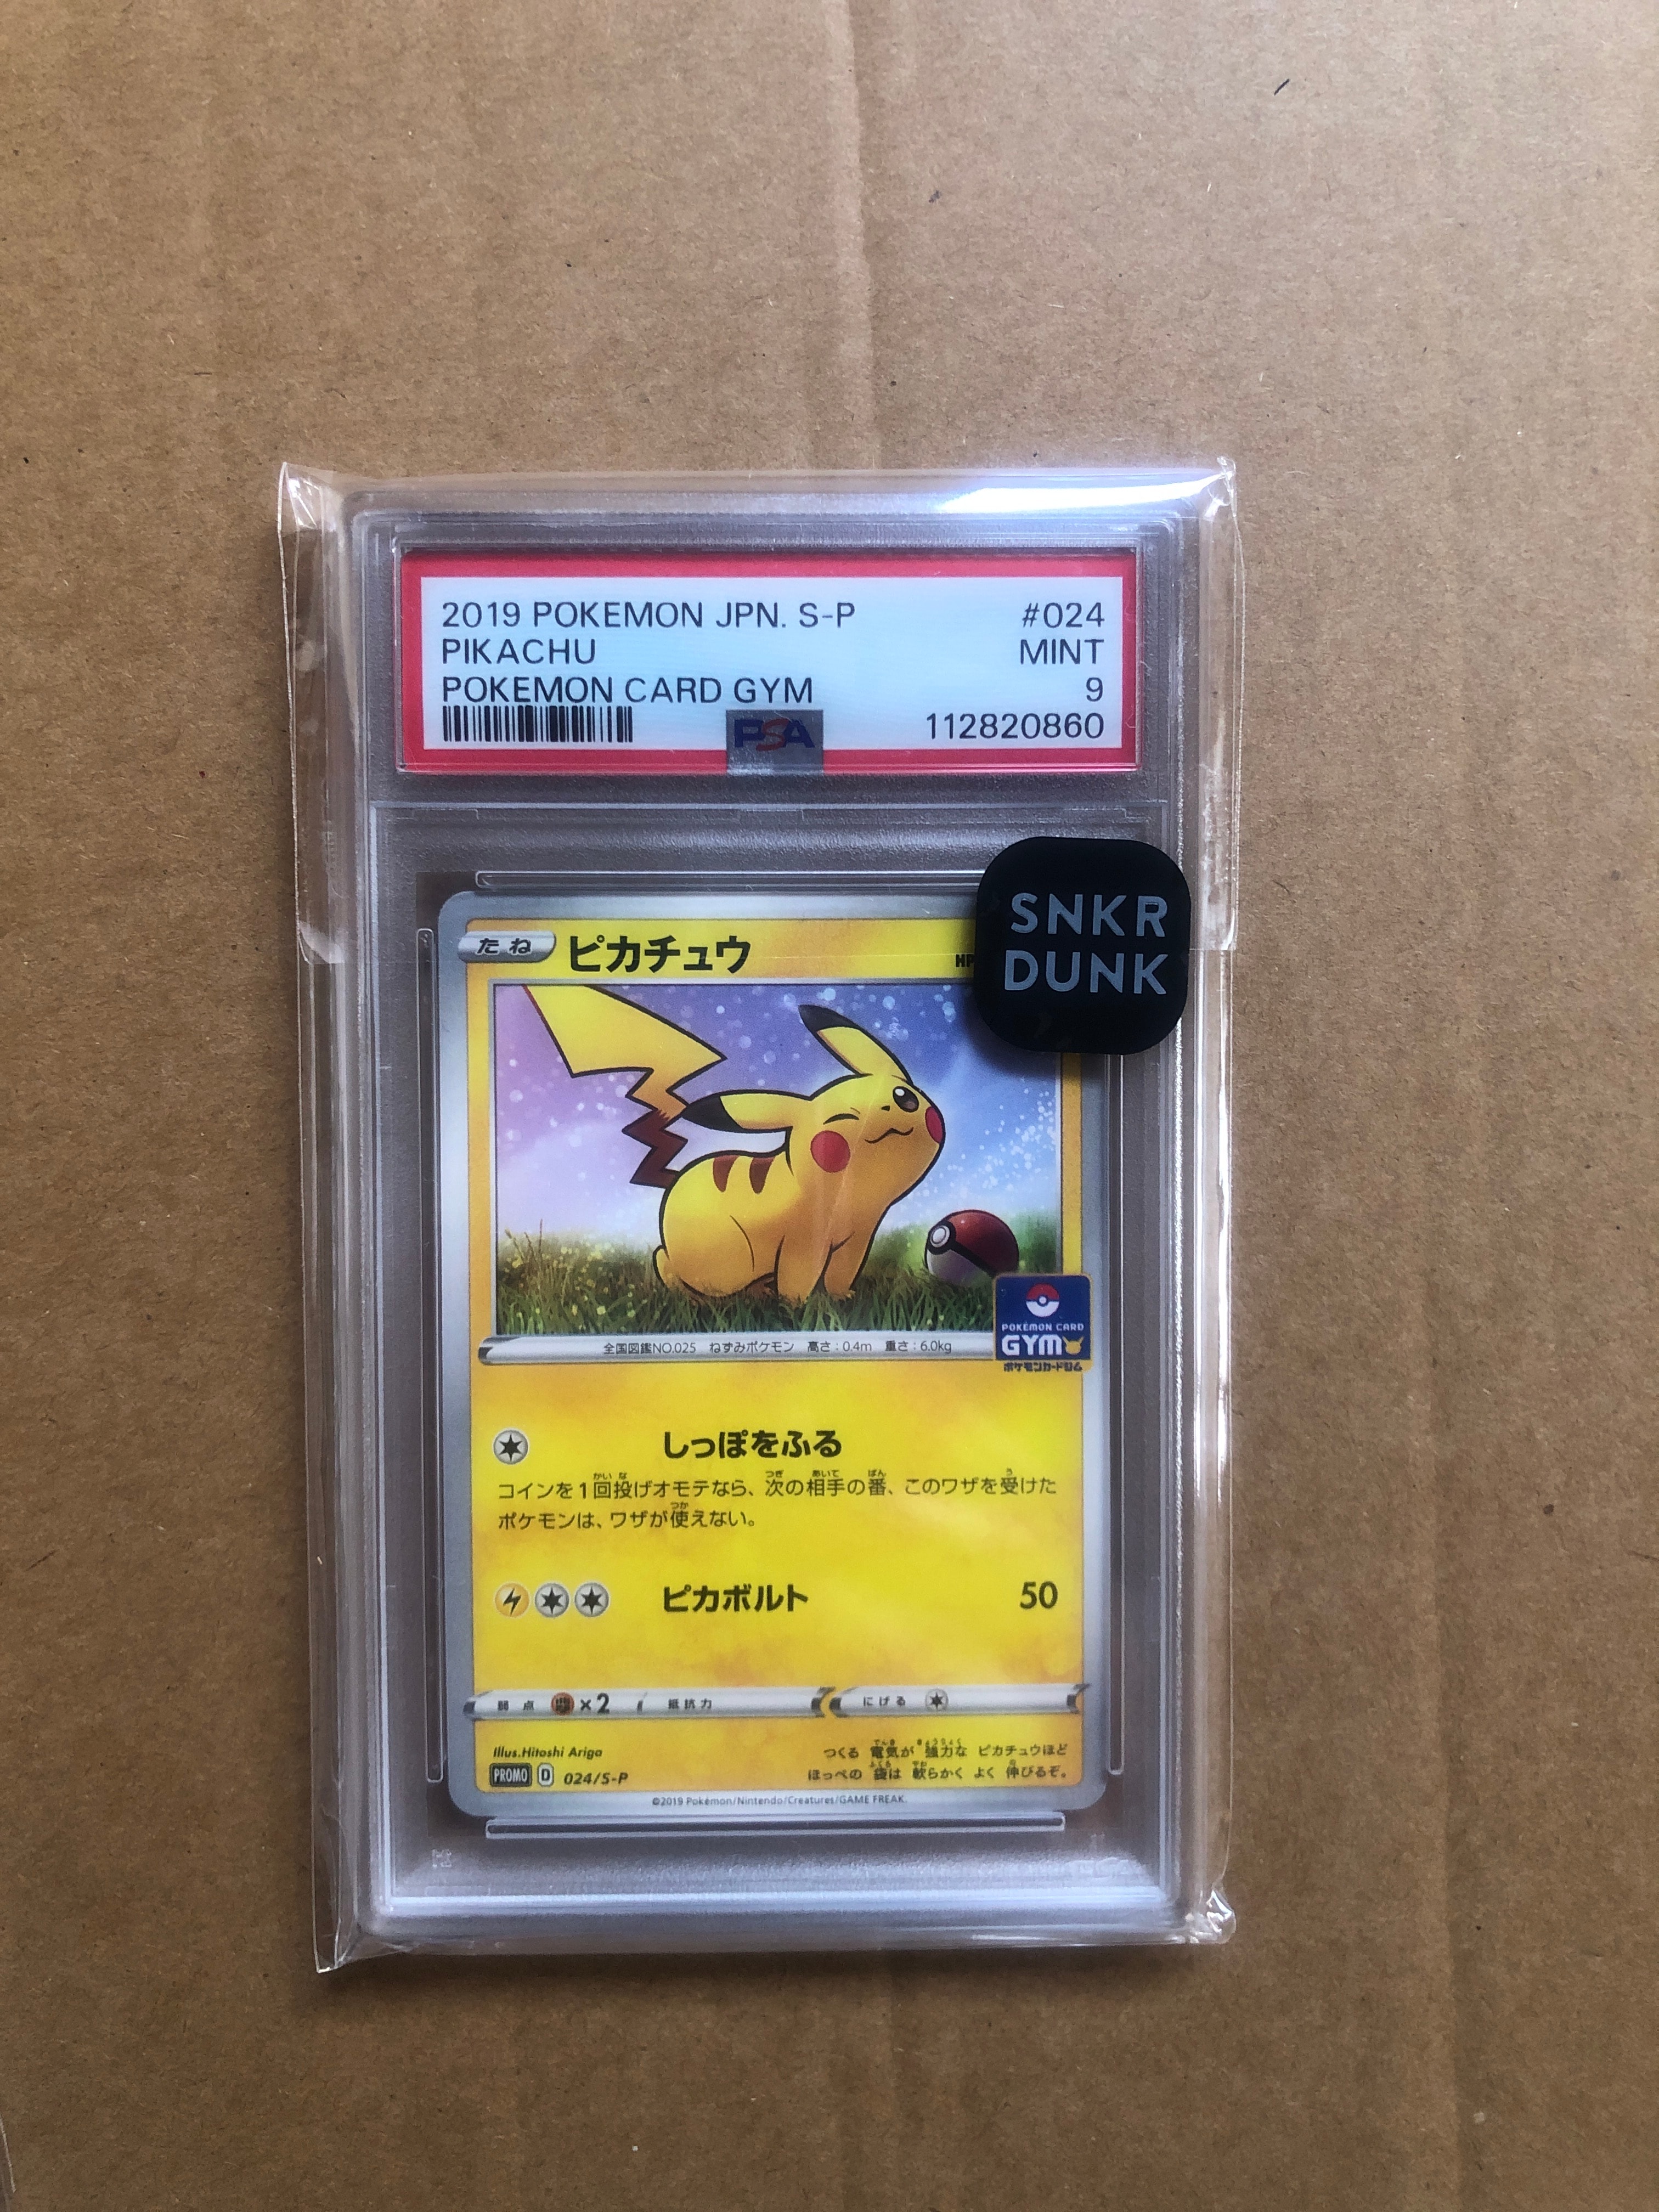 2019 POKEMON JPN. S-P #024
PIKACHU MINT
POKEMON CARD GYM 9
PSA 112820860
SNKR
DUNK
たね ピカチュウ HP
全国図鑑NO.025 ねずみポケモン 高さ:0.4m 重さ:6.0kg
POKÉMON CARD
GYM
ポケモンカードジム
しっぽをふる
コインを1回投げオモテなら、次の相手の番、このワザを受けた
ポケモンは、ワザが使えない。
ピカボルト 50
弱点 ×2 抵抗力 にげる
Illus.Hitoshi Ariga
つくる 電気が 強力な ピカチュウほど
ほっぺの 袋は 軟らかく よく 伸びるぞ。
PROMO D 024/S-P
©2019 Pokémon/Nintendo/Creatures/GAME FREAK.